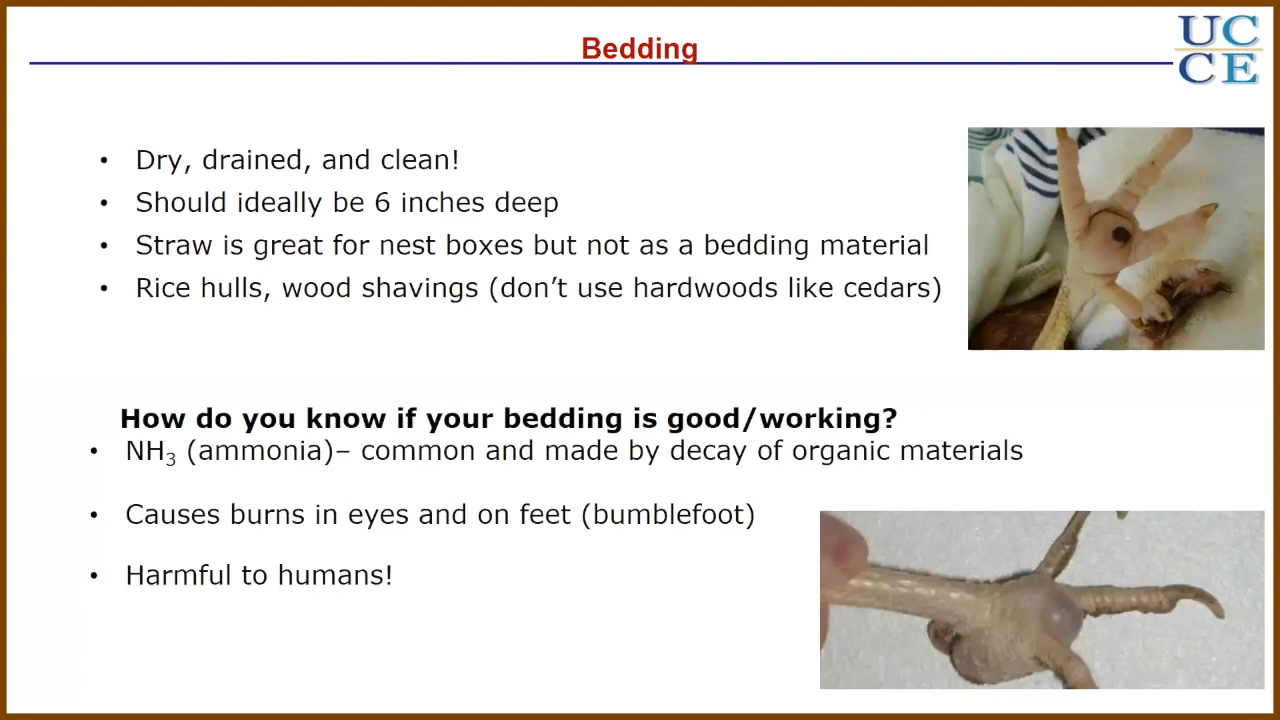 Bedding
UC
CE
• Dry, drained, and clean!
• Should ideally be 6 inches deep
• Straw is great for nest boxes but not as a bedding material
• Rice hulls, wood shavings (don’t use hardwoods like cedars)
How do you know if your bedding is good/working?
• NH₃ (ammonia)– common and made by decay of organic materials
• Causes burns in eyes and on feet (bumblefoot)
• Harmful to humans!